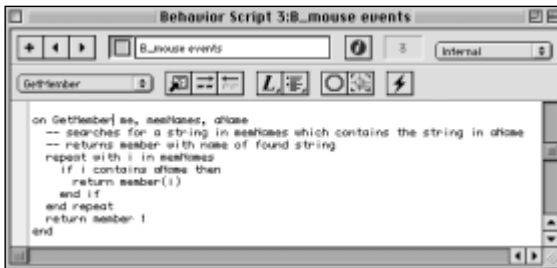 Behavior Script 3:B_mouse events
B_mouse events
3
Internal
GetMember
L
on GetMember me, memNames, aName
-- searches for a string in memNames which contains the string in aName
-- returns member with name of found string
repeat with i in memNames
if i contains aName then
return member(i)
end if
end repeat
return member 1
end